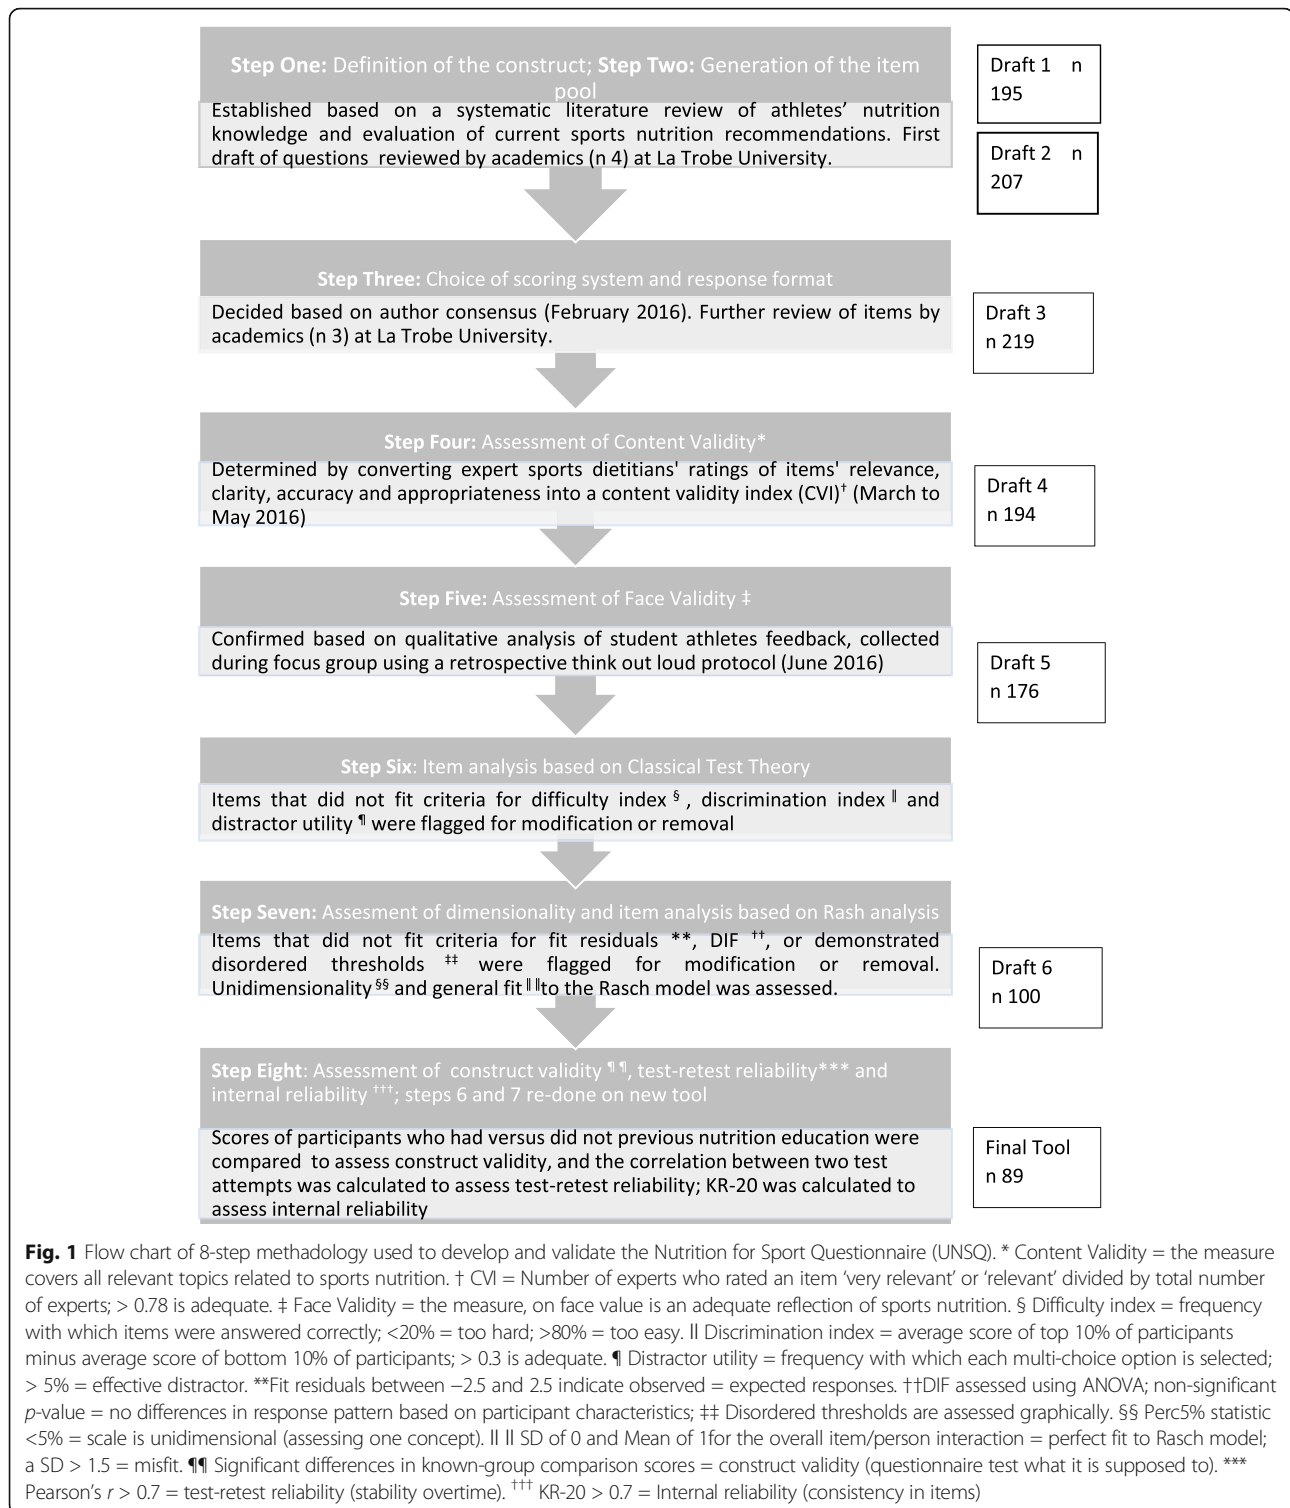 Step One: Definition of the construct; Step Two: Generation of the item
pool
Established based on a systematic literature review of athletes’ nutrition
knowledge and evaluation of current sports nutrition recommendations. First
draft of questions reviewed by academics (n 4) at La Trobe University.
Draft 1 n
195
Draft 2 n
207
Step Three: Choice of scoring system and response format
Decided based on author consensus (February 2016). Further review of items by
academics (n 3) at La Trobe University.
Draft 3
n 219
Step Four: Assessment of Content Validity*
Determined by converting expert sports dietitians' ratings of items' relevance,
clarity, accuracy and appropriateness into a content validity index (CVI)† (March to
May 2016)
Draft 4
n 194
Step Five: Assessment of Face Validity ‡
Confirmed based on qualitative analysis of student athletes feedback, collected
during focus group using a retrospective think out loud protocol (June 2016)
Draft 5
n 176
Step Six: Item analysis based on Classical Test Theory
Items that did not fit criteria for difficulty index § , discrimination index ‖ and
distractor utility ¶ were flagged for modification or removal
Step Seven: Assesment of dimensionality and item analysis based on Rash analysis
Items that did not fit criteria for fit residuals **, DIF ††, or demonstrated
disordered thresholds ‡‡ were flagged for modification or removal.
Unidimensionality §§ and general fit ‖ ‖to the Rasch model was assessed.
Draft 6
n 100
Step Eight: Assessment of construct validity ¶ ¶, test-retest reliability*** and
internal reliability †††; steps 6 and 7 re-done on new tool
Scores of participants who had versus did not previous nutrition education were
compared to assess construct validity, and the correlation between two test
attempts was calculated to assess test-retest reliability; KR-20 was calculated to
assess internal reliability
Final Tool
n 89
Fig. 1 Flow chart of 8-step methadology used to develop and validate the Nutrition for Sport Questionnaire (UNSQ). * Content Validity = the measure
covers all relevant topics related to sports nutrition. † CVI = Number of experts who rated an item ‘very relevant’ or ‘relevant’ divided by total number
of experts; > 0.78 is adequate. ‡ Face Validity = the measure, on face value is an adequate reflection of sports nutrition. § Difficulty index = frequency
with which items were answered correctly; <20% = too hard; >80% = too easy. II Discrimination index = average score of top 10% of participants
minus average score of bottom 10% of participants; > 0.3 is adequate. ¶ Distractor utility = frequency with which each multi-choice option is selected;
> 5% = effective distractor. **Fit residuals between −2.5 and 2.5 indicate observed = expected responses. ††DIF assessed using ANOVA; non-significant
p-value = no differences in response pattern based on participant characteristics; ‡‡ Disordered thresholds are assessed graphically. §§ Perc5% statistic
<5% = scale is unidimensional (assessing one concept). II II SD of 0 and Mean of 1for the overall item/person interaction = perfect fit to Rasch model;
a SD > 1.5 = misfit. ¶¶ Significant differences in known-group comparison scores = construct validity (questionnaire test what it is supposed to). ***
Pearson’s r > 0.7 = test-retest reliability (stability overtime). ††† KR-20 > 0.7 = Internal reliability (consistency in items)